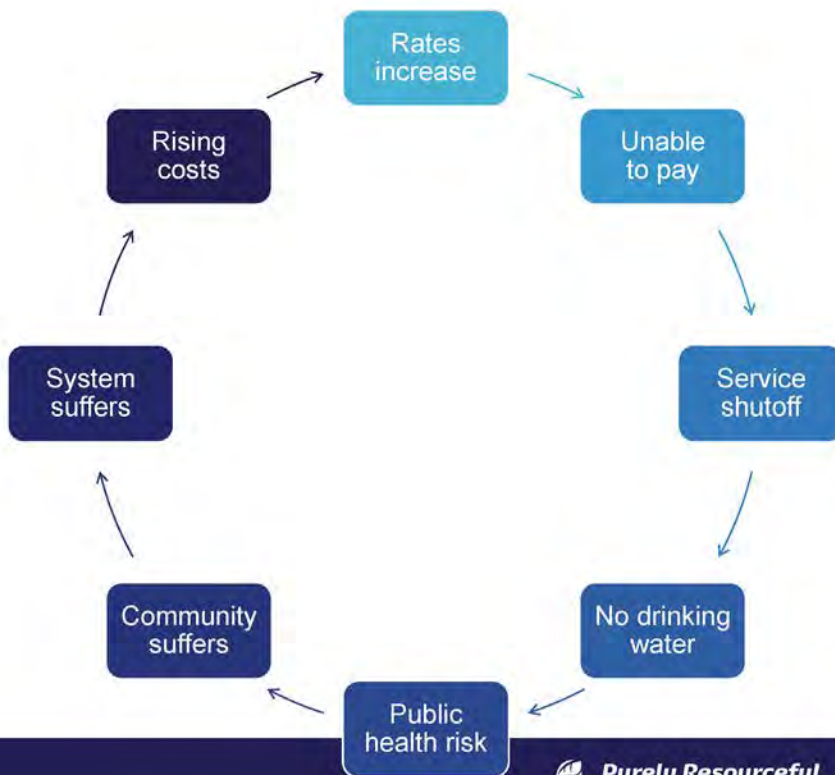 Rates
increase
Unable
to pay
Service
shutoff
No drinking
water
Public
health risk
Community
suffers
System
suffers
Rising
costs
Purely Resourceful